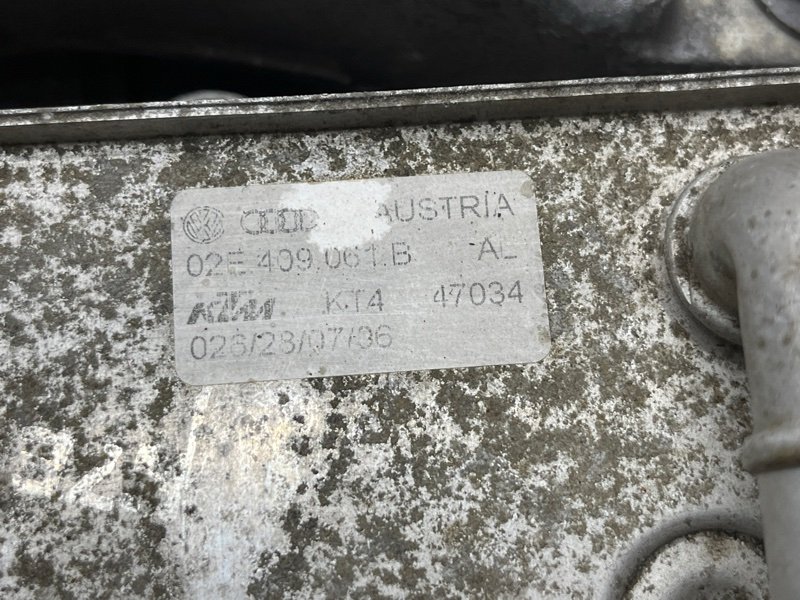 AUSTRIA
02E.409.061.B AL
KTM KT4 47034
026/28/07/06